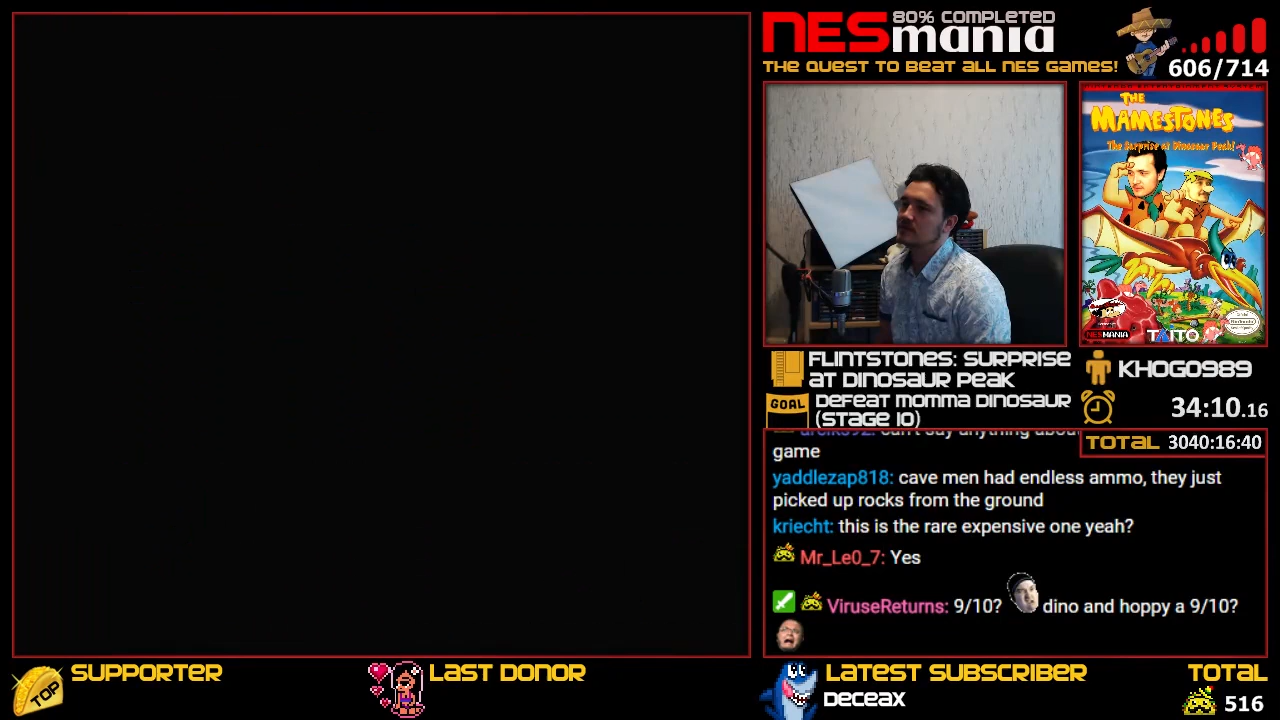 NESmania
80% COMPLETED
THE QUEST TO BEAT ALL NES GAMES!
606/714
THE
MAMESTONES
The Surprise at Dinosaur Peak!
NESMANIA
TAITO
FLINTSTONES: SURPRISE
AT DINOSAUR PEAK
KHOGO989
GOAL
DEFEAT MOMMA DINOSAUR
(STAGE 10)
34:10.16
TOTAL 3040:16:40
game
yaddlezap818: cave men had endless ammo, they just
picked up rocks from the ground
kriecht: this is the rare expensive one yeah?
Mr_Le0_7: Yes
ViruseReturns: 9/10? dino and hoppy a 9/10?
TOP
SUPPORTER
LAST DONOR
LATEST SUBSCRIBER
DECEAX
TOTAL
516